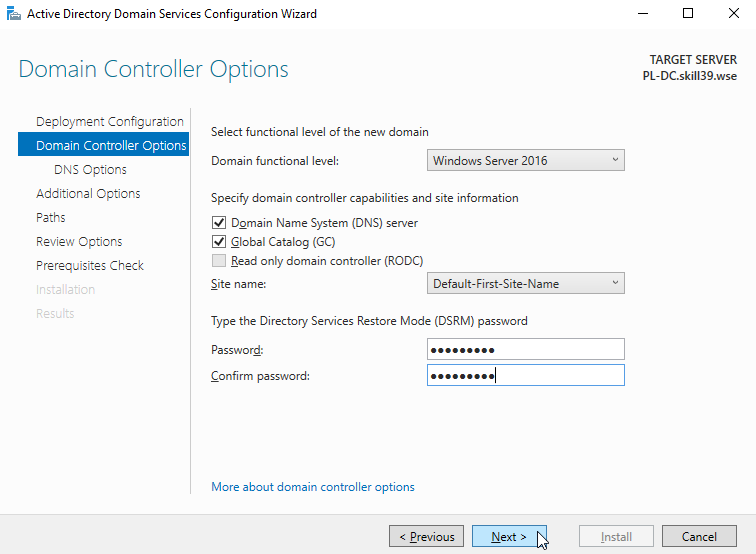 Active Directory Domain Services Configuration Wizard
Domain Controller Options
TARGET SERVER
PL-DC.skill39.wse
Deployment Configuration
Domain Controller Options
DNS Options
Additional Options
Paths
Review Options
Prerequisites Check
Installation
Results
Select functional level of the new domain
Domain functional level: Windows Server 2016
Specify domain controller capabilities and site information
Domain Name System (DNS) server
Global Catalog (GC)
Read only domain controller (RODC)
Site name: Default-First-Site-Name
Type the Directory Services Restore Mode (DSRM) password
Password: ●●●●●●●●●
Confirm password: ●●●●●●●●●
More about domain controller options
< Previous Next > Install Cancel